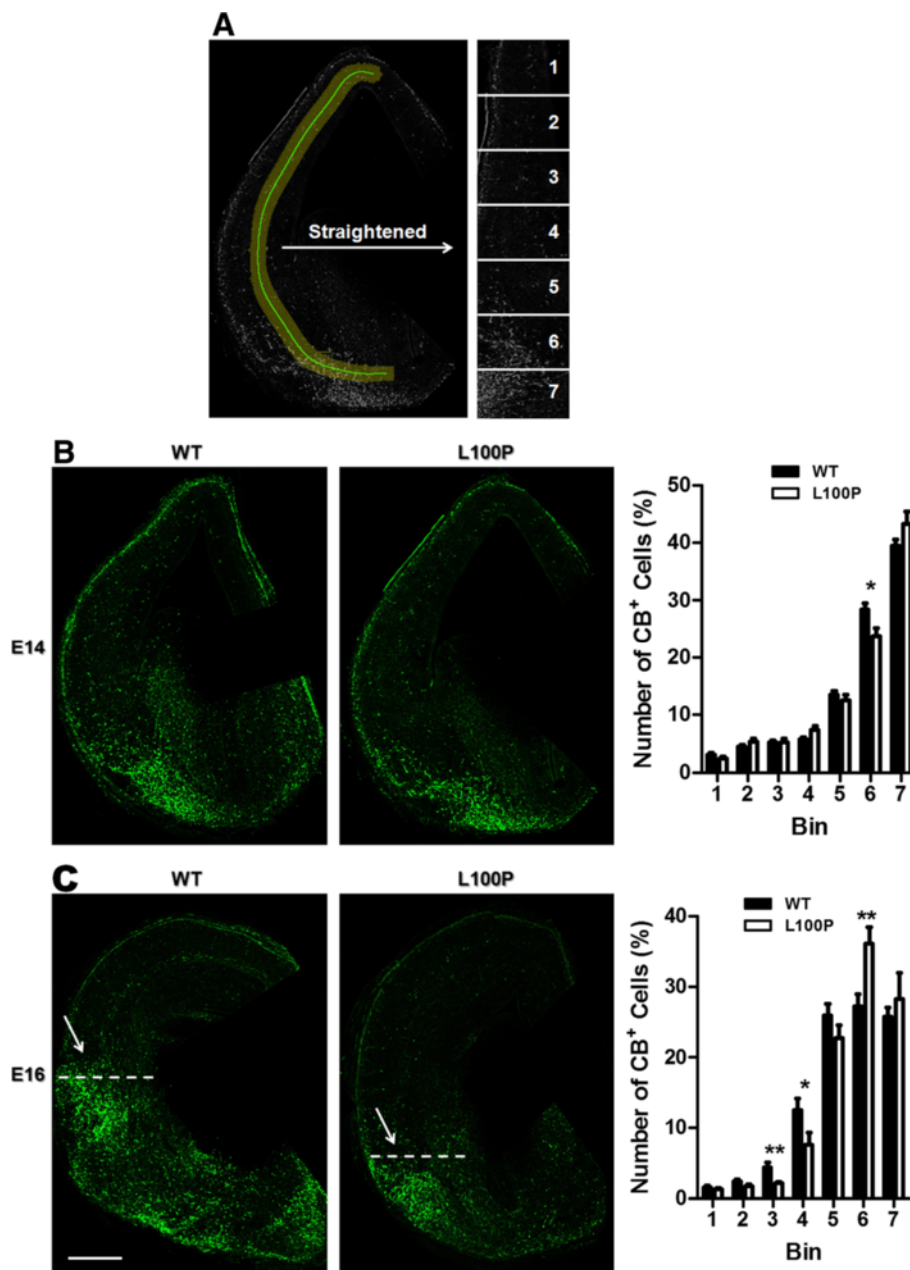 A
1
2
3
4
5
6
7
Straightened
B
WT
L100P
E14
WT
L100P
Number of CB⁺ Cells (%)
50
40
30
20
10
0
*
1 2 3 4 5 6 7
Bin
C
WT
L100P
E16
WT
L100P
Number of CB⁺ Cells (%)
40
30
20
10
0
**
*
**
1 2 3 4 5 6 7
Bin